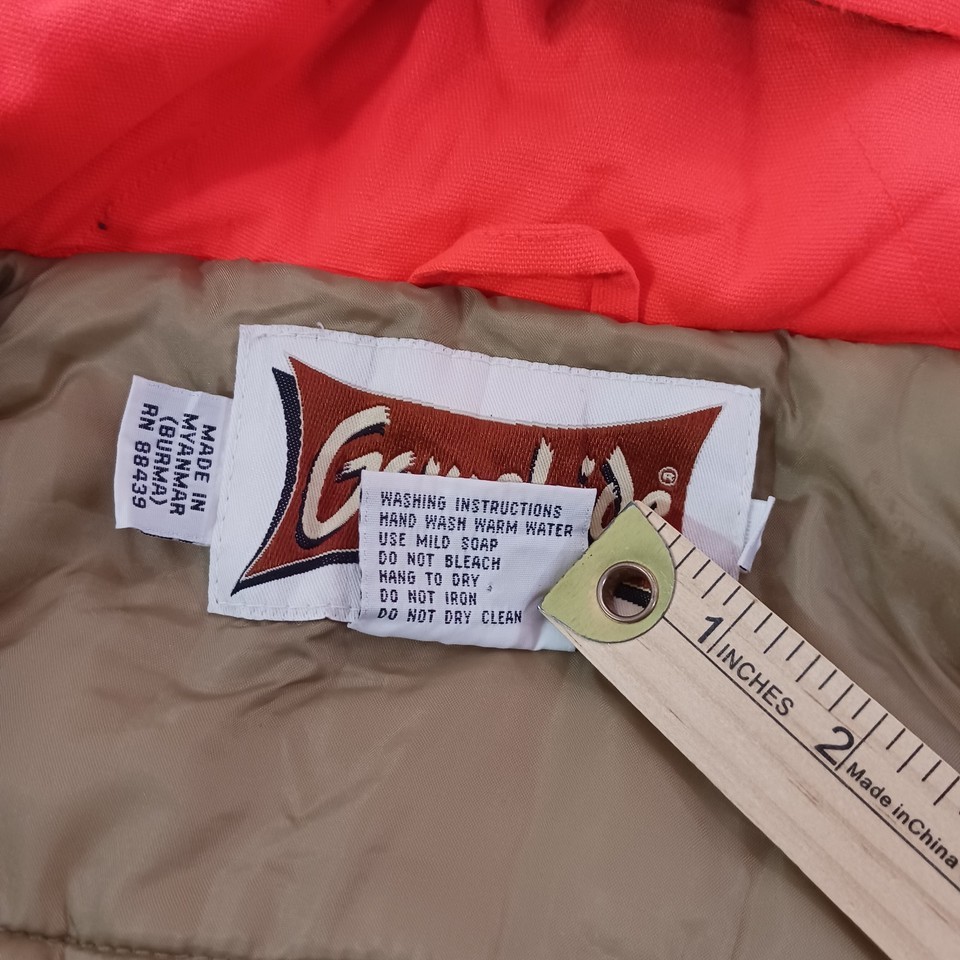 MADE IN
MYANMAR
(BURMA)
RN 88439
®
WASHING INSTRUCTIONS
HAND WASH WARM WATER
USE MILD SOAP
DO NOT BLEACH
HANG TO DRY
DO NOT IRON
DO NOT DRY CLEAN
1
INCHES
2
Made in China